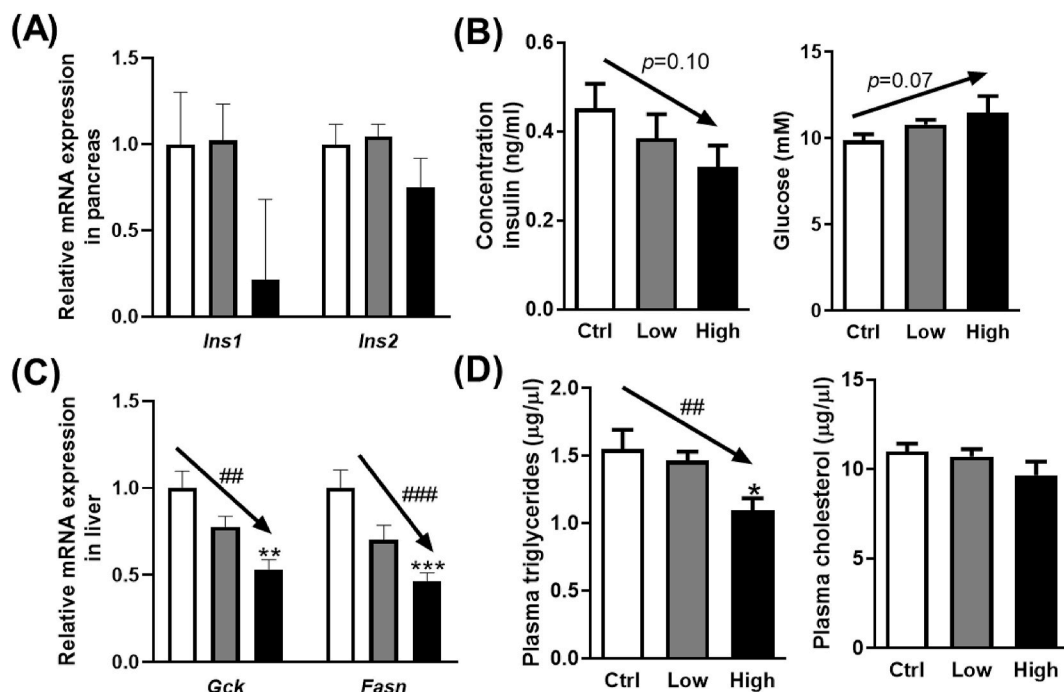 (A)
Relative mRNA expression
in pancreas
1.5
1.0
0.5
0.0
Ins1
Ins2
(B)
Concentration
insulin (ng/ml)
0.6
0.4
0.2
0.0
p=0.10
Ctrl
Low
High
Glucose (mM)
15
10
5
0
p=0.07
Ctrl
Low
High
(C)
Relative mRNA expression
in liver
1.5
1.0
0.5
0.0
##
**
###
***
Gck
Fasn
(D)
Plasma triglycerides (μg/μl)
2.0
1.5
1.0
0.5
0.0
##
*
Ctrl
Low
High
Plasma cholesterol (μg/μl)
15
10
5
0
Ctrl
Low
High